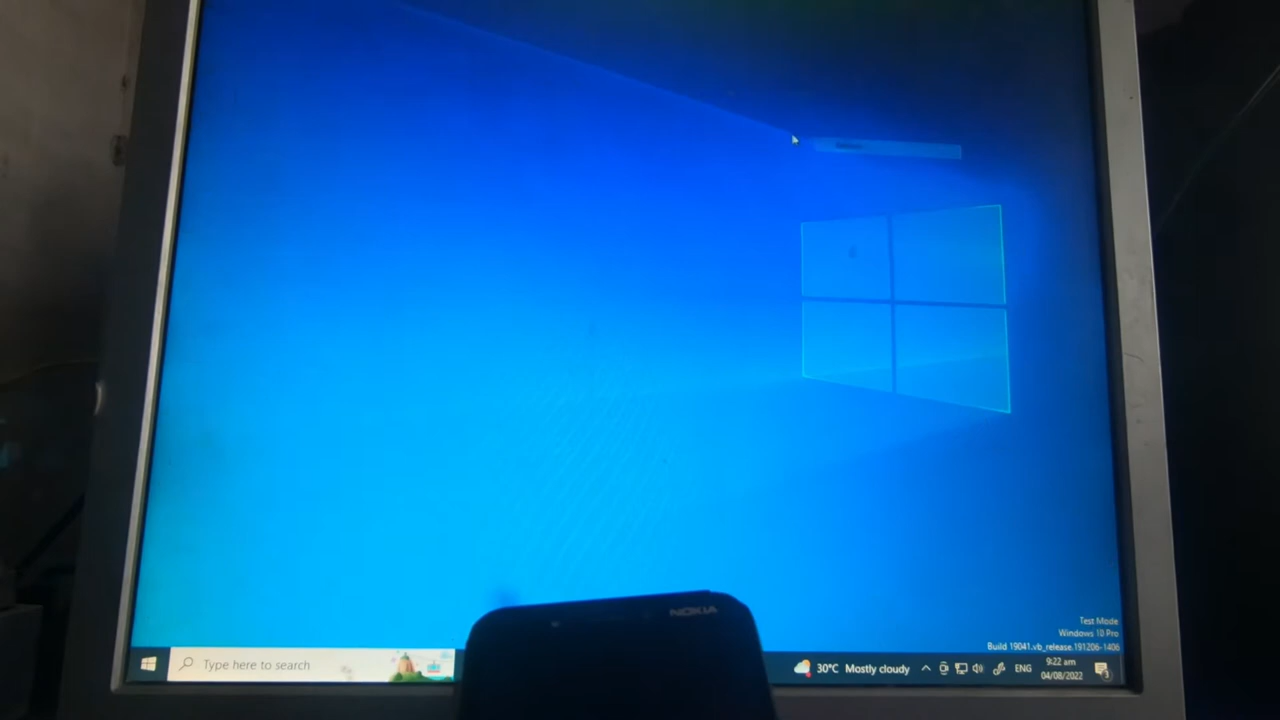 Test Mode
Windows 10 Pro
Build 19041.vb_release.191206-1406
Type here to search
30°C Mostly cloudy
ENG
9:22 am
04/08/2022
3
NOKIA